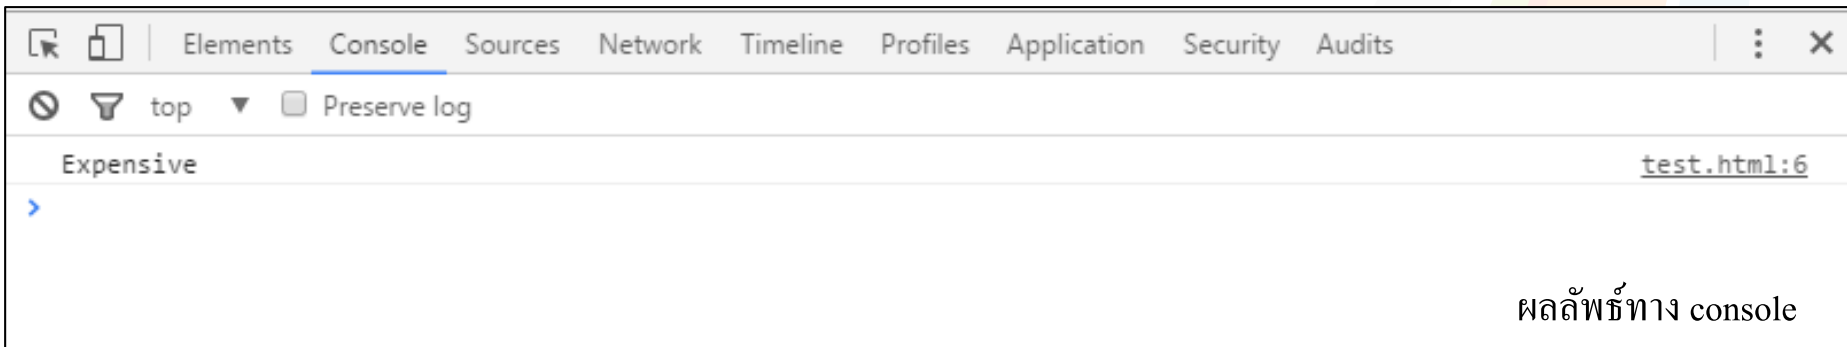 Elements Console Sources Network Timeline Profiles Application Security Audits
top Preserve log
Expensive test.html:6
ผลลัพธ์ทาง console